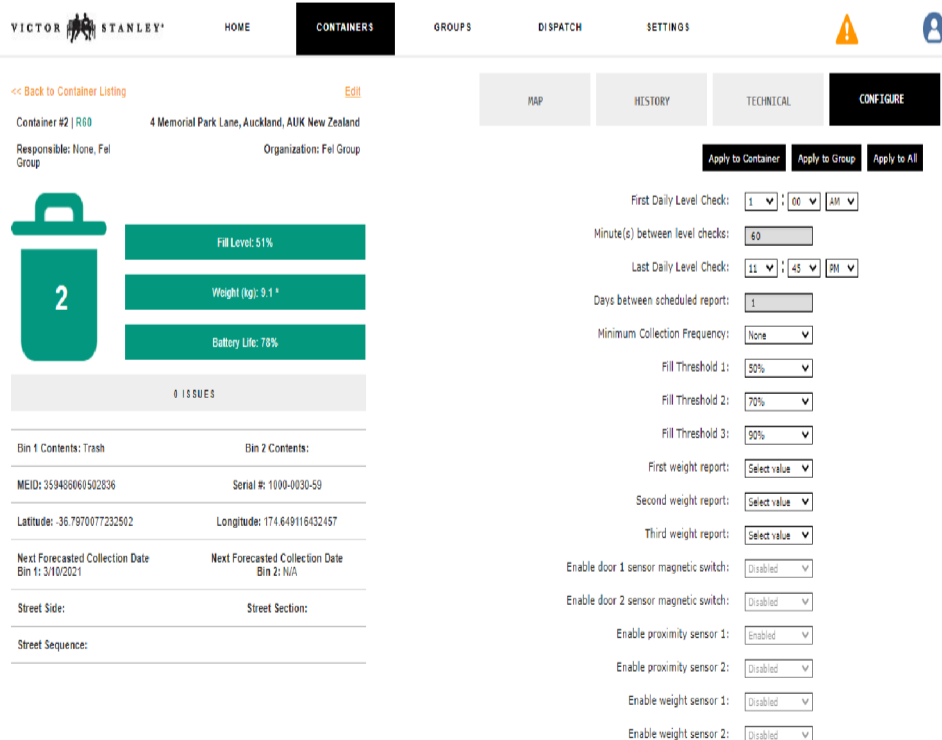 VICTOR STANLEY®
HOME
CONTAINERS
GROUPS
DISPATCH
SETTINGS
<< Back to Container Listing
Edit
Container #2 | R60
4 Memorial Park Lane, Auckland, AUK New Zealand
Responsible: None, Fel
Group
Organization: Fel Group
2
Fill Level: 51%
Weight (kg): 9.1 *
Battery Life: 78%
0 ISSUES
Bin 1 Contents: Trash
Bin 2 Contents:
MEID: 359486060502836
Serial #: 1000-0030-59
Latitude: -36.7970077232502
Longitude: 174.649116432457
Next Forecasted Collection Date
Bin 1: 3/10/2021
Next Forecasted Collection Date
Bin 2: N/A
Street Side:
Street Section:
Street Sequence:
MAP
HISTORY
TECHNICAL
CONFIGURE
Apply to Container
Apply to Group
Apply to All
First Daily Level Check: 1 : 00 AM
Minute(s) between level checks: 60
Last Daily Level Check: 11 : 45 PM
Days between scheduled report: 1
Minimum Collection Frequency: None
Fill Threshold 1: 50%
Fill Threshold 2: 70%
Fill Threshold 3: 90%
First weight report: Select value
Second weight report: Select value
Third weight report: Select value
Enable door 1 sensor magnetic switch: Disabled
Enable door 2 sensor magnetic switch: Disabled
Enable proximity sensor 1: Enabled
Enable proximity sensor 2: Disabled
Enable weight sensor 1: Disabled
Enable weight sensor 2: Disabled